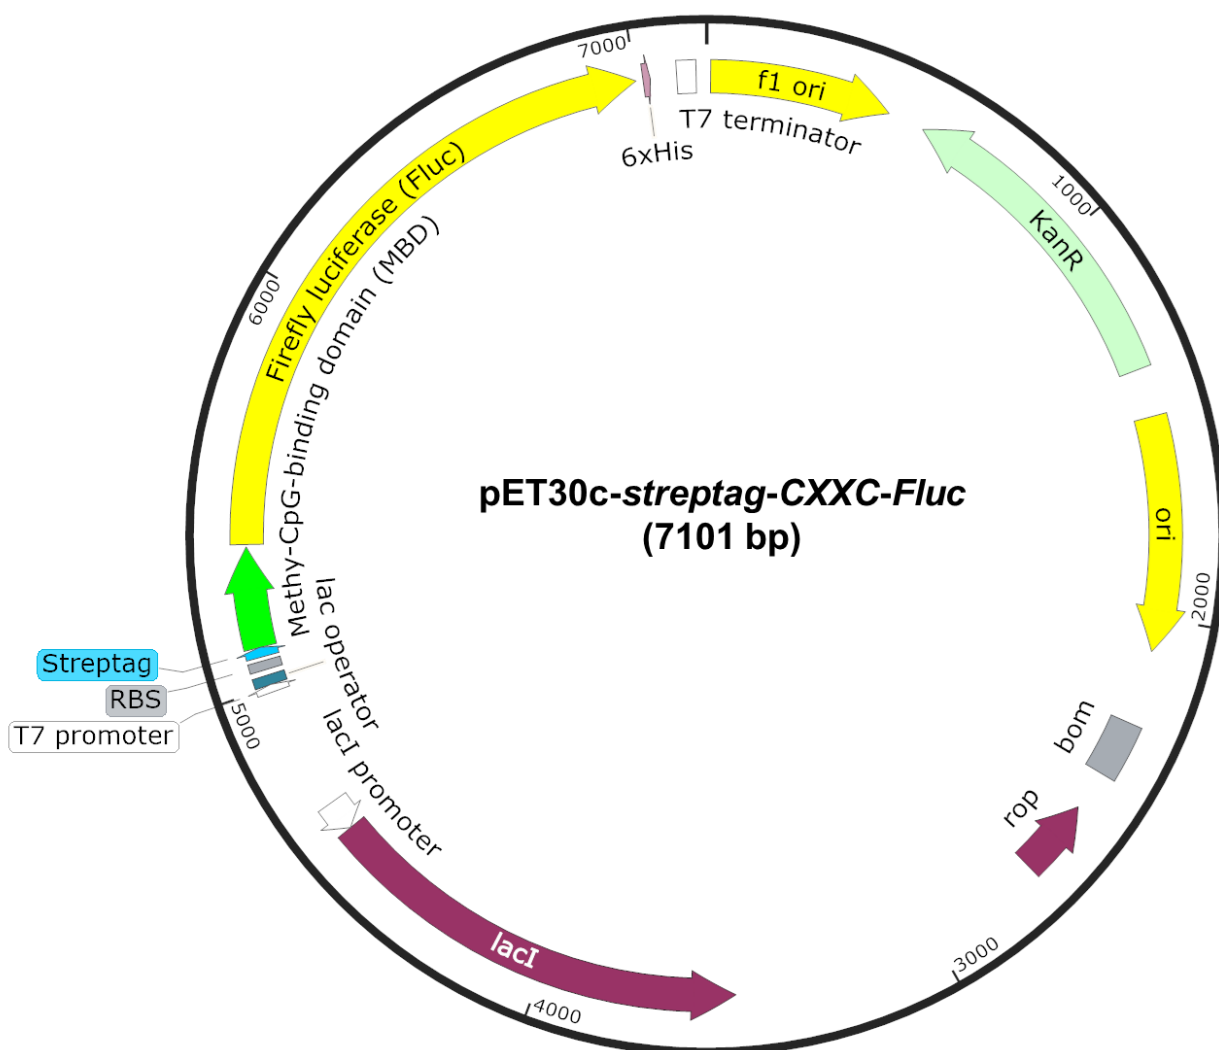 7000
f1 ori
T7 terminator
6xHis
1000
KanR
Firefly luciferase (Fluc)
Methy-CpG-binding domain (MBD)
6000
pET30c-streptag-CXXC-Fluc
(7101 bp)
ori
2000
lac operator
Streptag
RBS
T7 promoter
5000
lacI promoter
bom
rop
lacI
3000
4000